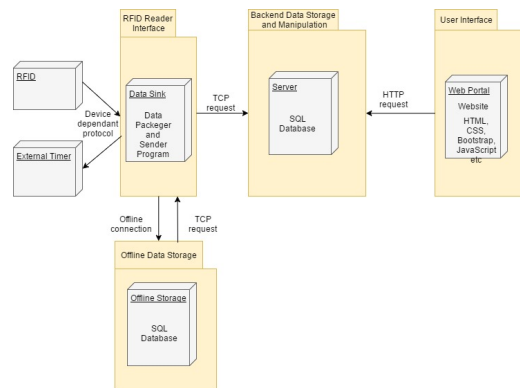 RFID Reader
Interface
Backend Data Storage
and Manipulation
User Interface
RFID
Data Sink
Data
Packeger
and
Sender
Program
TCP
request
Server
SQL
Database
HTTP
request
Web Portal
Website
HTML,
CSS,
Bootstrap,
JavaScript
etc
Device
dependant
protocol
External Timer
Offline
connection
TCP
request
Offline Data Storage
Offline Storage
SQL
Database